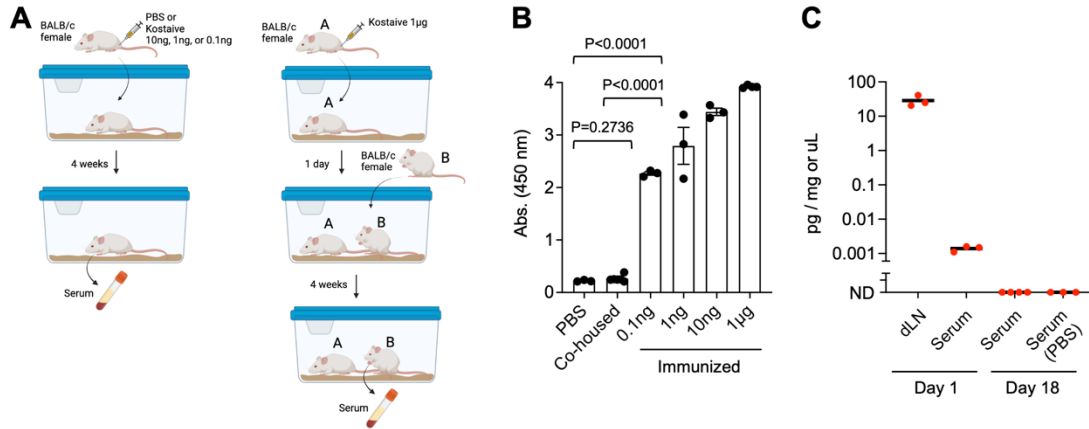 A
BALB/c
female
PBS or
Kostaive
10ng, 1ng, or 0.1ng
4 weeks
Serum
BALB/c
female
A
Kostaive 1μg
A
1 day
BALB/c
female
B
A
B
4 weeks
A
B
Serum
B
P<0.0001
P<0.0001
P=0.2736
Abs. (450 nm)
4
3
2
1
0
PBS
Co-housed
0.1ng
1ng
10ng
1μg
Immunized
C
pg / mg or uL
100
10
1
0.1
0.01
0.001
ND
dLN
Serum
Serum
Serum
(PBS)
Day 1
Day 18